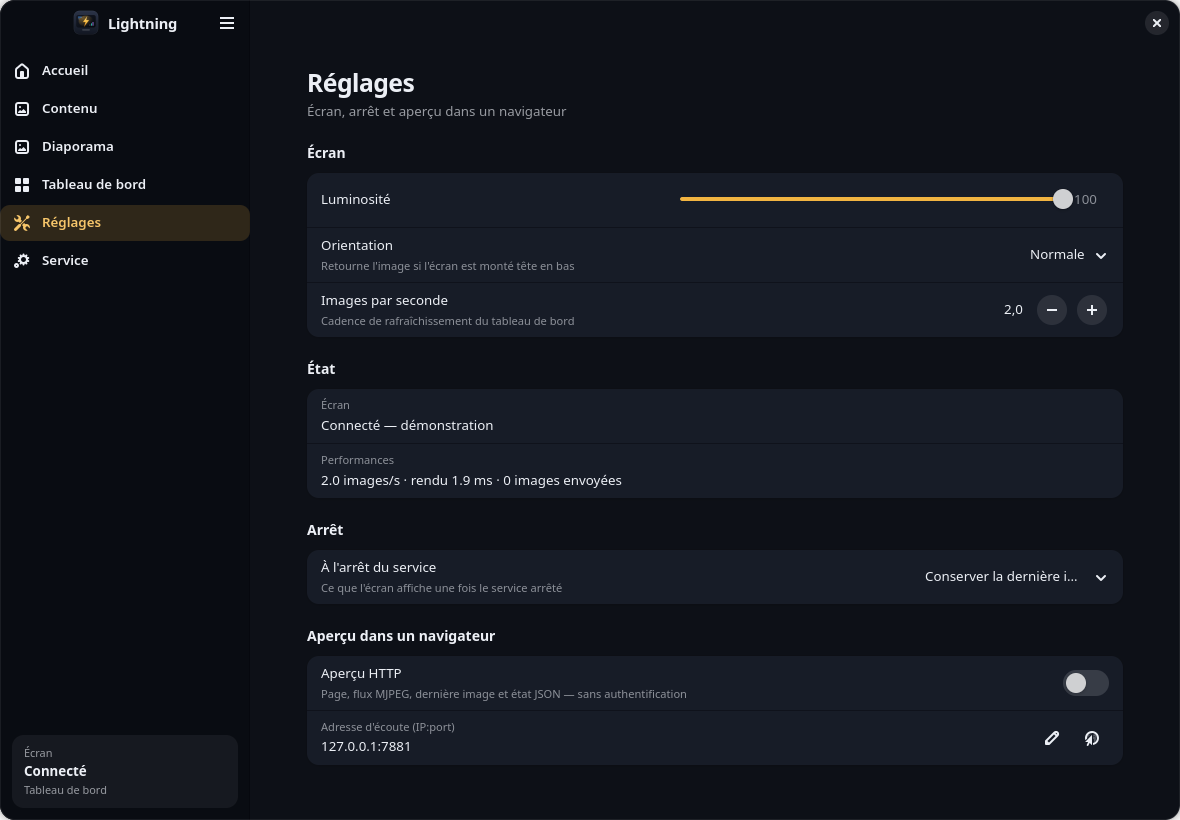 Lightning
Accueil
Contenu
Diaporama
Tableau de bord
Réglages
Service
Écran
Connecté
Tableau de bord
Réglages
Écran, arrêt et aperçu dans un navigateur
Écran
Luminosité
100
Orientation
Retourne l'image si l'écran est monté tête en bas
Normale
Images par seconde
Cadence de rafraîchissement du tableau de bord
2,0
État
Écran
Connecté — démonstration
Performances
2.0 images/s · rendu 1.9 ms · 0 images envoyées
Arrêt
À l'arrêt du service
Ce que l'écran affiche une fois le service arrêté
Conserver la dernière i...
Aperçu dans un navigateur
Aperçu HTTP
Page, flux MJPEG, dernière image et état JSON — sans authentification
Adresse d'écoute (IP:port)
127.0.0.1:7881